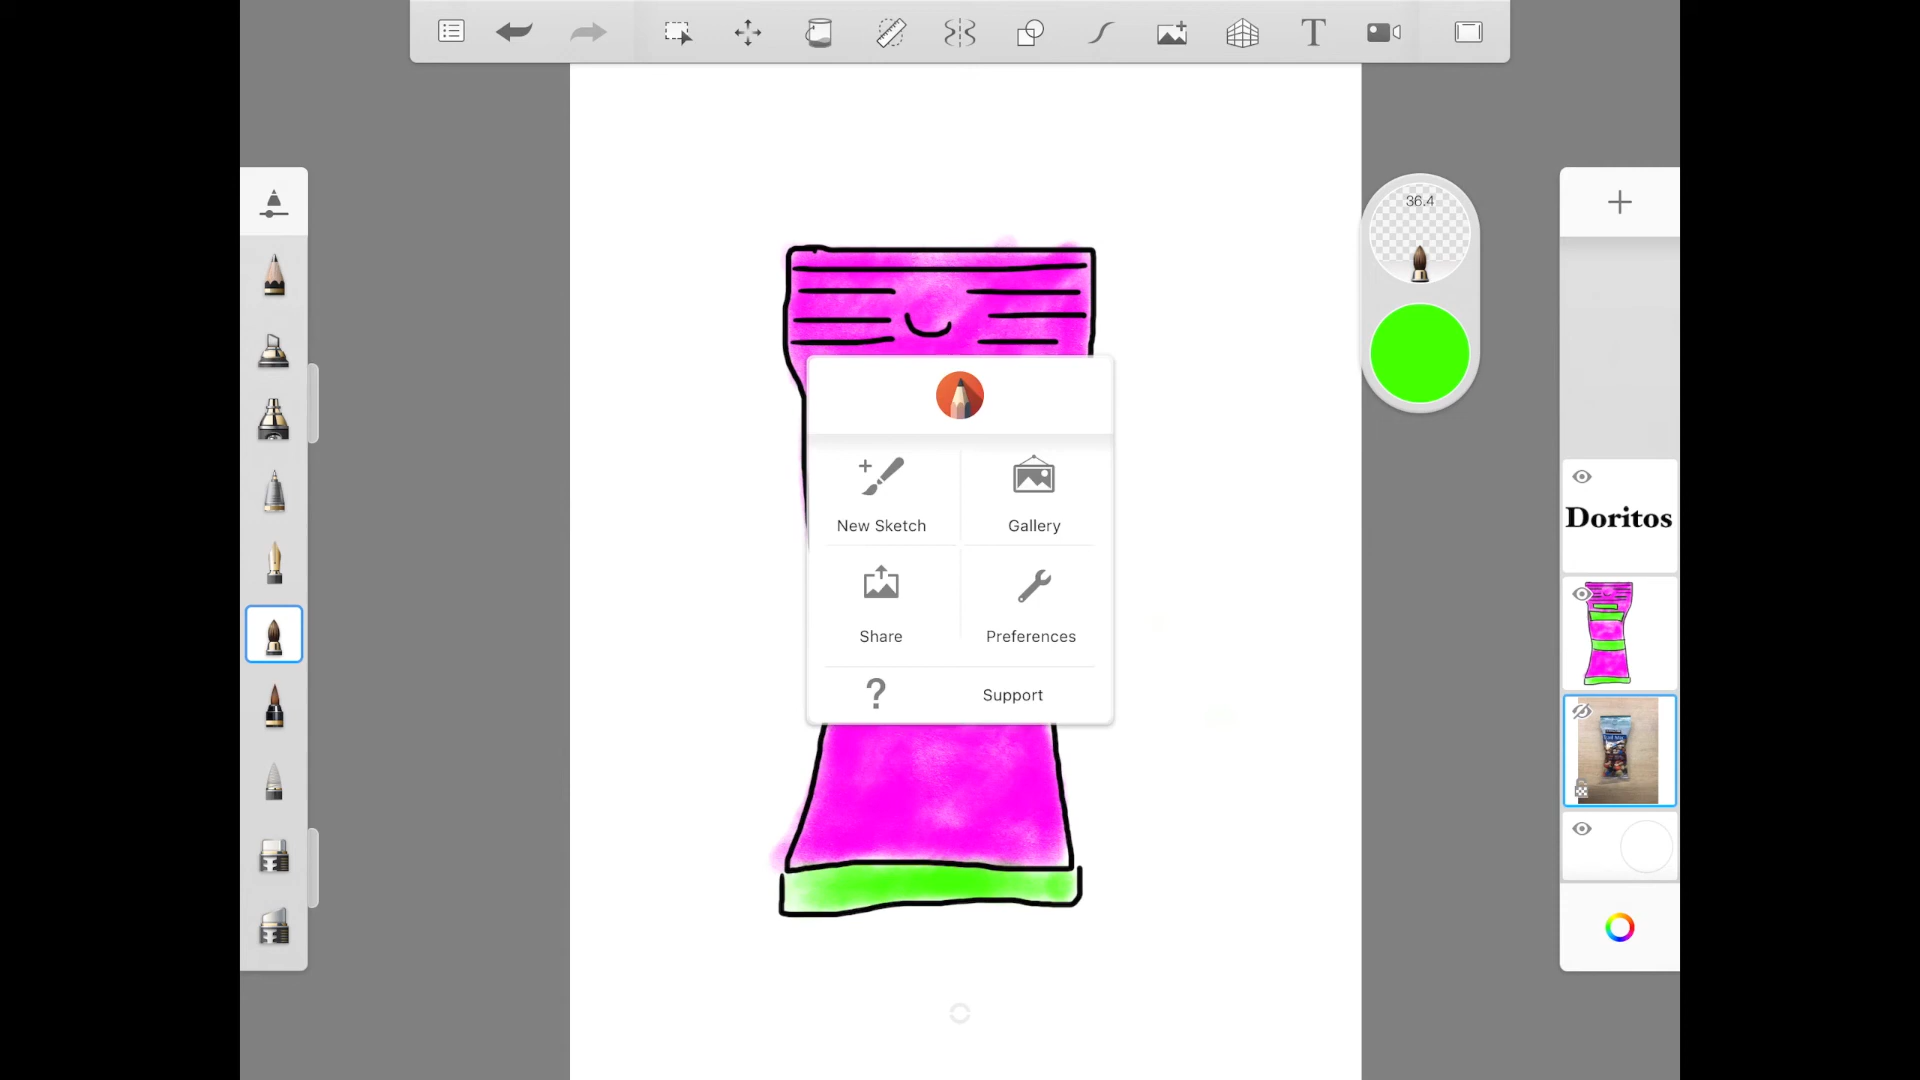 T
36.4
New Sketch
Gallery
Share
Preferences
?
Support
Doritos